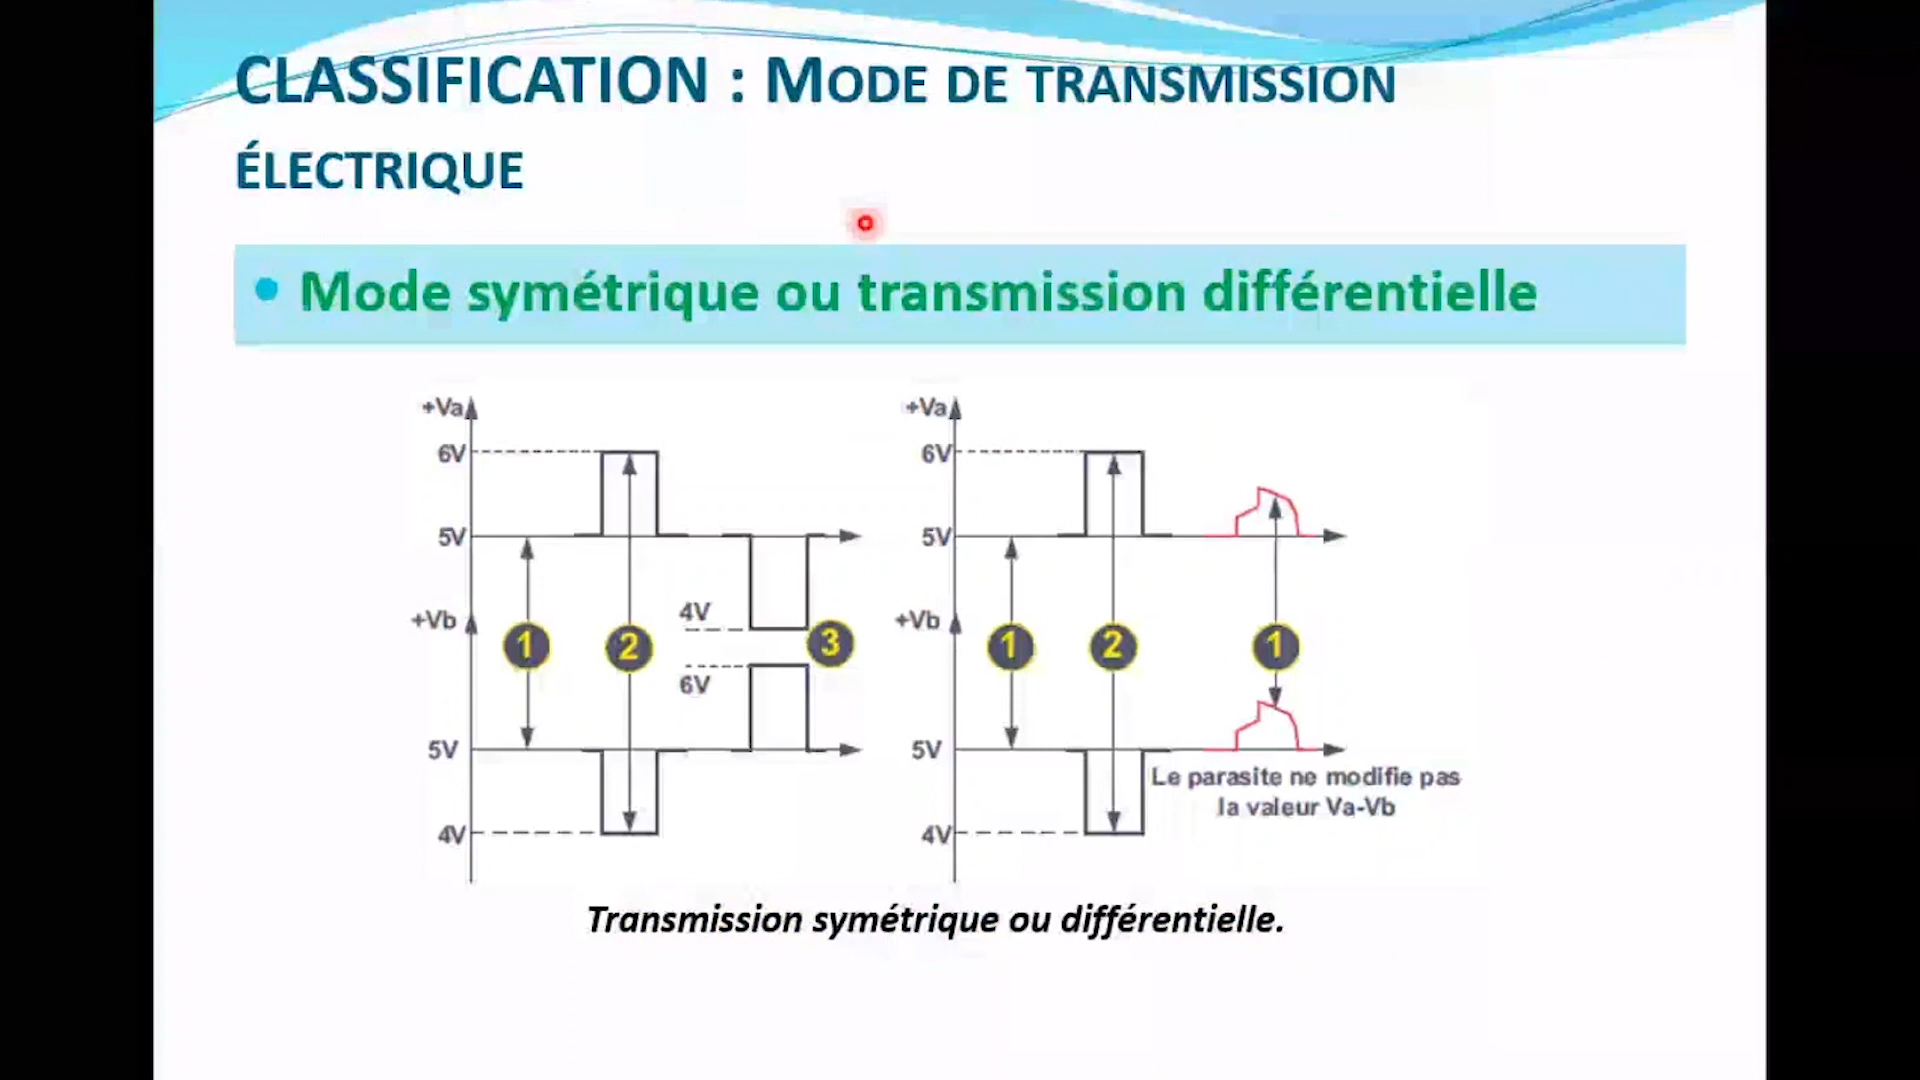 CLASSIFICATION : MODE DE TRANSMISSION
ÉLECTRIQUE
• Mode symétrique ou transmission différentielle
+Va
6V
5V
4V
+Vb
1
2
3
6V
5V
4V
+Va
6V
5V
+Vb
1
2
1
5V
Le parasite ne modifie pas
la valeur Va-Vb
4V
Transmission symétrique ou différentielle.